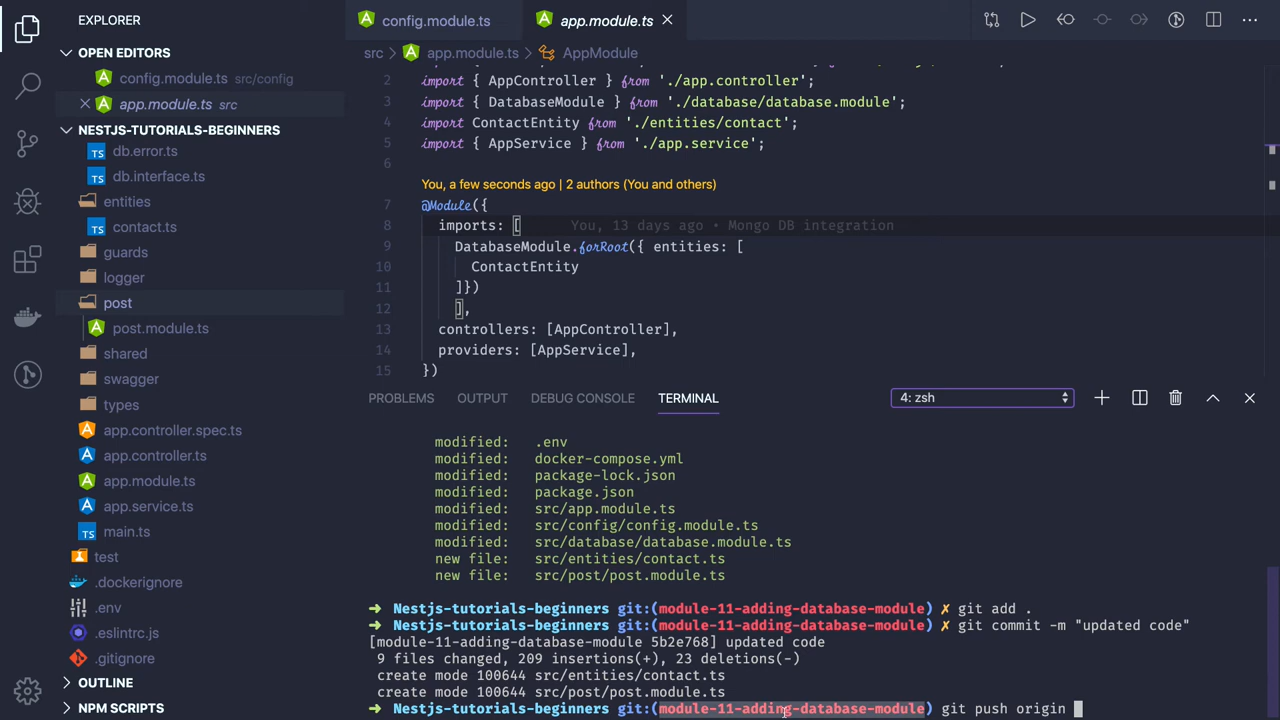 EXPLORER
OPEN EDITORS
config.module.ts src/config
app.module.ts src
NESTJS-TUTORIALS-BEGINNERS
TS db.error.ts
TS db.interface.ts
entities
TS contact.ts
guards
logger
post
post.module.ts
shared
swagger
types
app.controller.spec.ts
app.controller.ts
app.module.ts
app.service.ts
TS main.ts
test
.dockerignore
.env
.eslintrc.js
.gitignore
OUTLINE
NPM SCRIPTS
config.module.ts
app.module.ts
src > app.module.ts > AppModule
2 import { AppController } from './app.controller';
3 import { DatabaseModule } from './database/database.module';
4 import ContactEntity from './entities/contact';
5 import { AppService } from './app.service';
6
You, a few seconds ago | 2 authors (You and others)
7 @Module({
8 imports: [ You, 13 days ago • Mongo DB integration
9 DatabaseModule.forRoot({ entities: [
10 ContactEntity
11 ]})
12 ],
13 controllers: [AppController],
14 providers: [AppService],
15 })
PROBLEMS OUTPUT DEBUG CONSOLE TERMINAL 4: zsh
modified: .env
modified: docker-compose.yml
modified: package-lock.json
modified: package.json
modified: src/app.module.ts
modified: src/config/config.module.ts
modified: src/database/database.module.ts
new file: src/entities/contact.ts
new file: src/post/post.module.ts
➜ Nestjs-tutorials-beginners git:(module-11-adding-database-module) ✗ git add .
➜ Nestjs-tutorials-beginners git:(module-11-adding-database-module) ✗ git commit -m "updated code"
[module-11-adding-database-module 5b2e768] updated code
9 files changed, 209 insertions(+), 23 deletions(-)
create mode 100644 src/entities/contact.ts
create mode 100644 src/post/post.module.ts
➜ Nestjs-tutorials-beginners git:(module-11-adding-database-module) git push origin